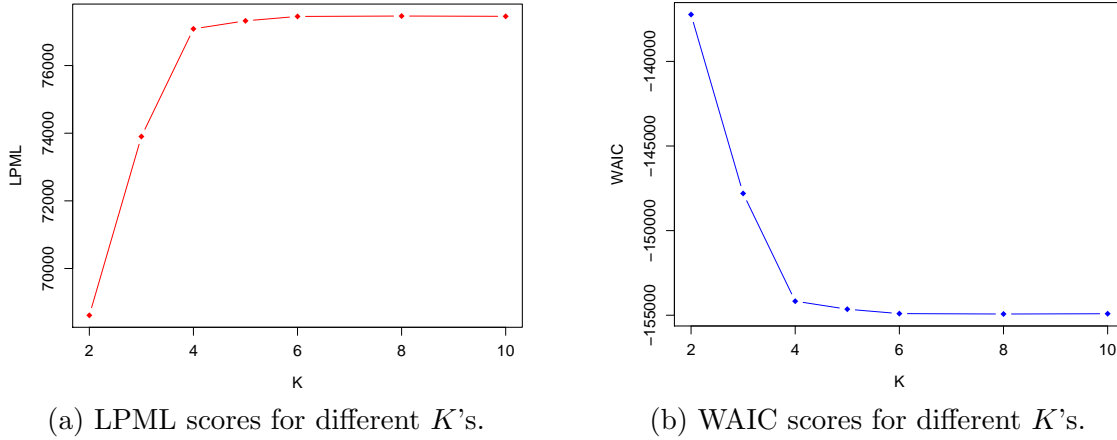 76000
74000
72000
70000
LPML
2 4 6 8 10
K
-140000
-145000
-150000
-155000
WAIC
2 4 6 8 10
K
(a) LPML scores for different K's.
(b) WAIC scores for different K's.